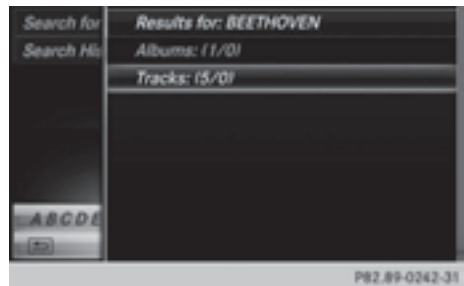 Search for
Results for: BEETHOVEN
Search His
Albums: (1/0)
Tracks: (5/0)
ABCDE
P82.89-0242-31